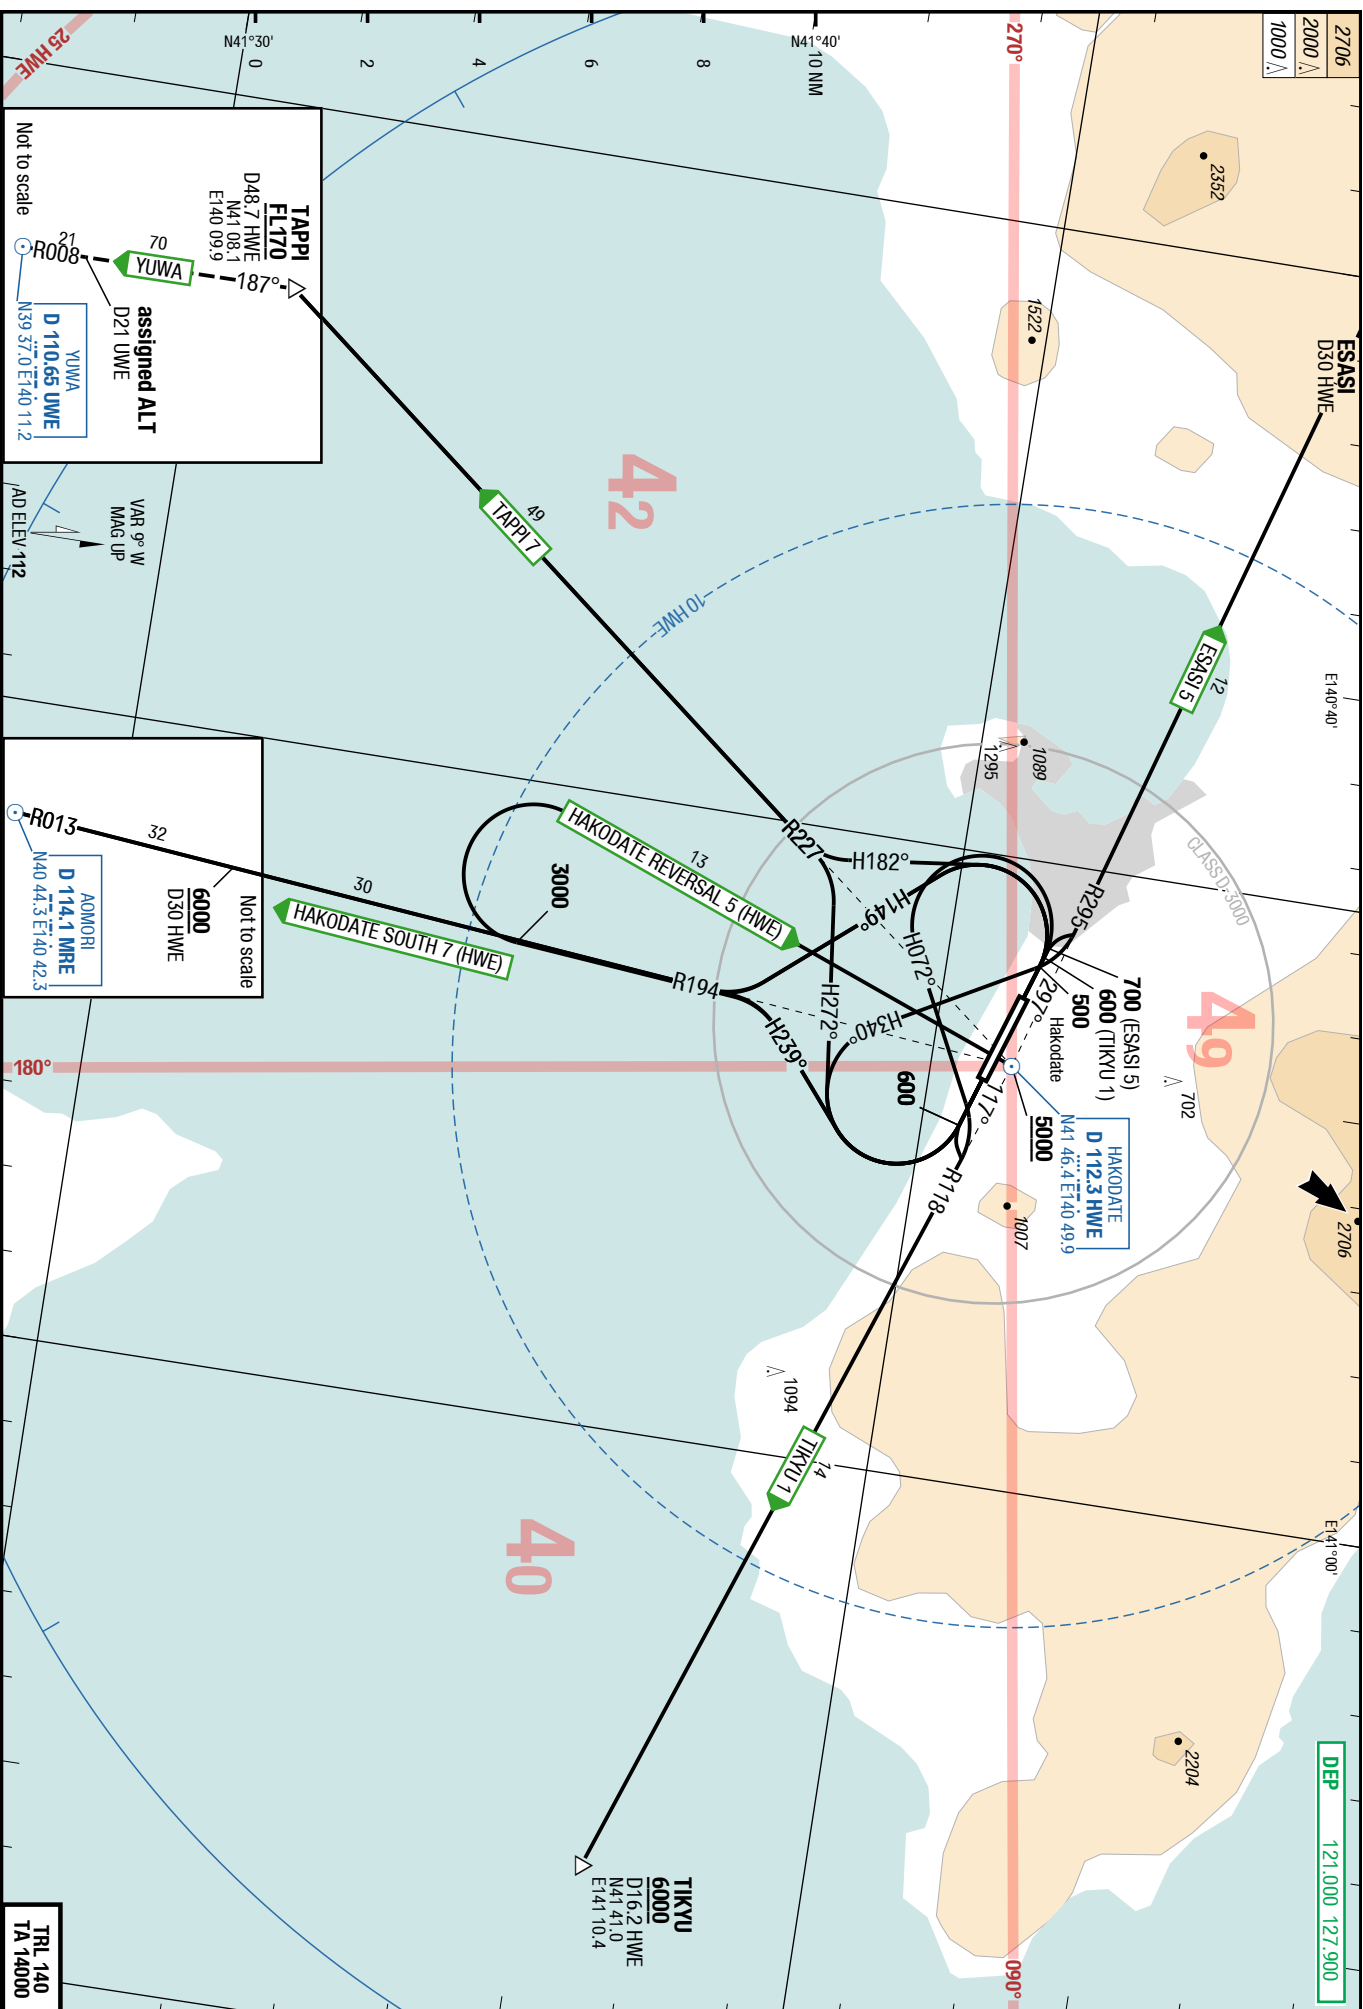 2706
2000
1000
270°
2352
1522
ESASI
D30 HWE
25 HWE
N41°30'
0
2
4
6
8
10 NM
N41°40'
Not to scale
TAPPI
FL170
D48.7 HWE
N41 08.1
E140 09.9
187°
YUWA
70
21
R008
assigned ALT
D21 UWE
YUWA
D 110.65 UWE
N39 37.0 E140 11.2
VAR 9° W
MAG UP
AD ELEV 112
42
49
TAPPI 7
10 HWE
ESASI 5
12
E140°40'
1089
1295
CLASS D-3000
R295
R227
H182°
H149°
H072°
H272°
H340°
H239°
R194
13
HAKODATE REVERSAL 5 (HWE)
3000
HAKODATE SOUTH 7 (HWE)
30
Not to scale
6000
D30 HWE
32
R013
AOMORI
D 114.1 MRE
N40 44.3 E140 42.3
700 (ESASI 5)
600 (TIKYU 1)
500
Hakodate
297°
117°
600
5000
HAKODATE
D 112.3 HWE
N41 46.4 E140 49.9
49
702
2706
180°
R118
1007
1094
TIKYU 1
14
E141°00'
40
2204
DEP 121.000 127.900
TIKYU
6000
D16.2 HWE
N41 41.0
E141 10.4
090°
TRL 140
TA 14000